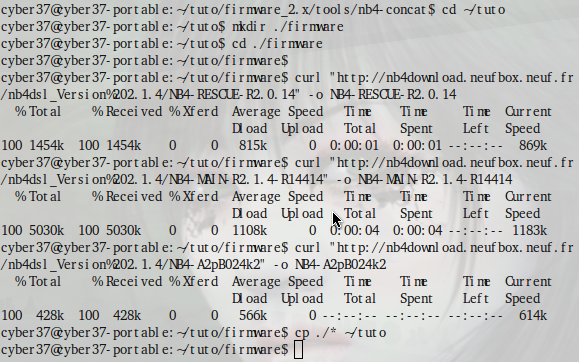 cyber37@cyber37-portable:~/tuto/firmware_2.x/tools/nb4-concat$ cd ~/tuto
cyber37@cyber37-portable:~/tuto$ mkdir ./firmware
cyber37@cyber37-portable:~/tuto$ cd ./firmware
cyber37@cyber37-portable:~/tuto/firmware$
cyber37@cyber37-portable:~/tuto/firmware$ curl "http://nb4download.neufbox.neuf.fr
/nb4dsl_Version%202.1.4/NB4-RESCUE-R2.0.14" -o NB4-RESCUE-R2.0.14
% Total % Received % Xferd Average Speed Time Time Time Current
Dload Upload Total Spent Left Speed
100 1454k 100 1454k 0 0 815k 0 0:00:01 0:00:01 --:--:-- 869k
cyber37@cyber37-portable:~/tuto/firmware$ curl "http://nb4download.neufbox.neuf.fr
/nb4dsl_Version%202.1.4/NB4-MAIN-R2.1.4-R14414" -o NB4-MAIN-R2.1.4-R14414
% Total % Received % Xferd Average Speed Time Time Time Current
Dload Upload Total Spent Left Speed
100 5030k 100 5030k 0 0 1108k 0 0:00:04 0:00:04 --:--:-- 1183k
cyber37@cyber37-portable:~/tuto/firmware$ curl "http://nb4download.neufbox.neuf.fr
/nb4dsl_Version%202.1.4/NB4-A2pB024k2" -o NB4-A2pB024k2
% Total % Received % Xferd Average Speed Time Time Time Current
Dload Upload Total Spent Left Speed
100 428k 100 428k 0 0 566k 0 --:--:-- --:--:-- --:--:-- 614k
cyber37@cyber37-portable:~/tuto/firmware$ cp ./* ~/tuto
cyber37@cyber37-portable:~/tuto/firmware$